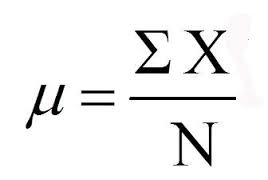 μ = ΣX / N